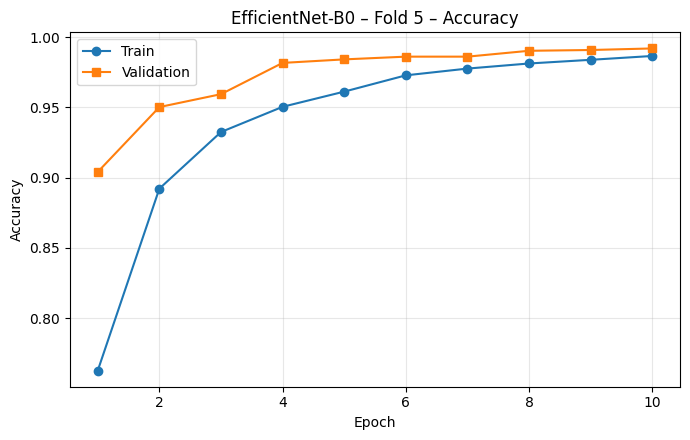 EfficientNet-B0 – Fold 5 – Accuracy
Train
Validation
1.00
0.95
0.90
0.85
0.80
Accuracy
2 4 6 8 10
Epoch